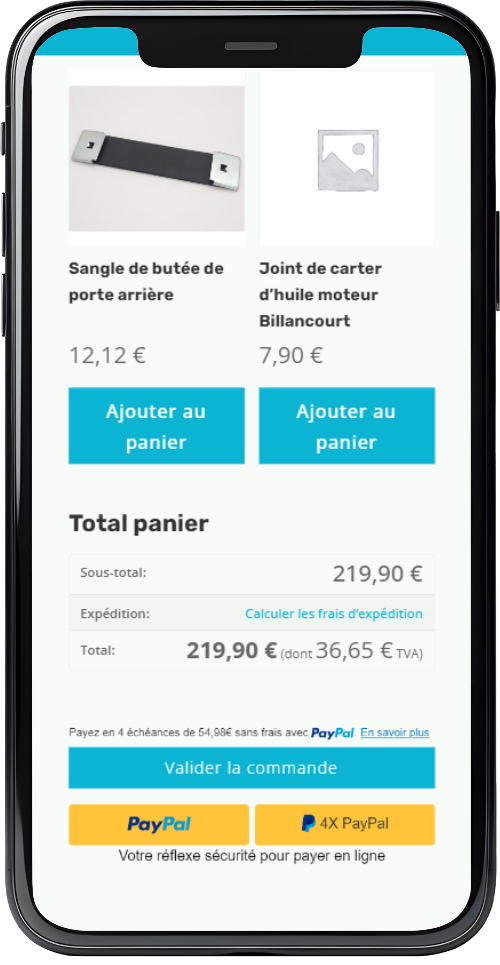 Sangle de butée de
porte arrière
12,12 €
Ajouter au
panier
Joint de carter
d’huile moteur
Billancourt
7,90 €
Ajouter au
panier
Total panier
Sous-total: 219,90 €
Expédition: Calculer les frais d’expédition
Total: 219,90 € (dont 36,65 € TVA)
Payez en 4 échéances de 54,98€ sans frais avec PayPal. En savoir plus
Valider la commande
PayPal
4X PayPal
Votre réflexe sécurité pour payer en ligne